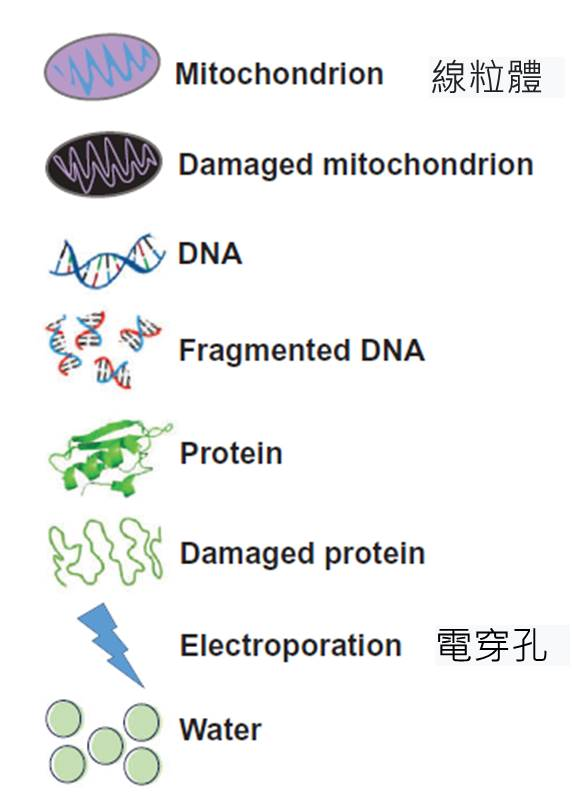 Mitochondrion 線粒體
Damaged mitochondrion
DNA
Fragmented DNA
Protein
Damaged protein
Electroporation 電穿孔
Water